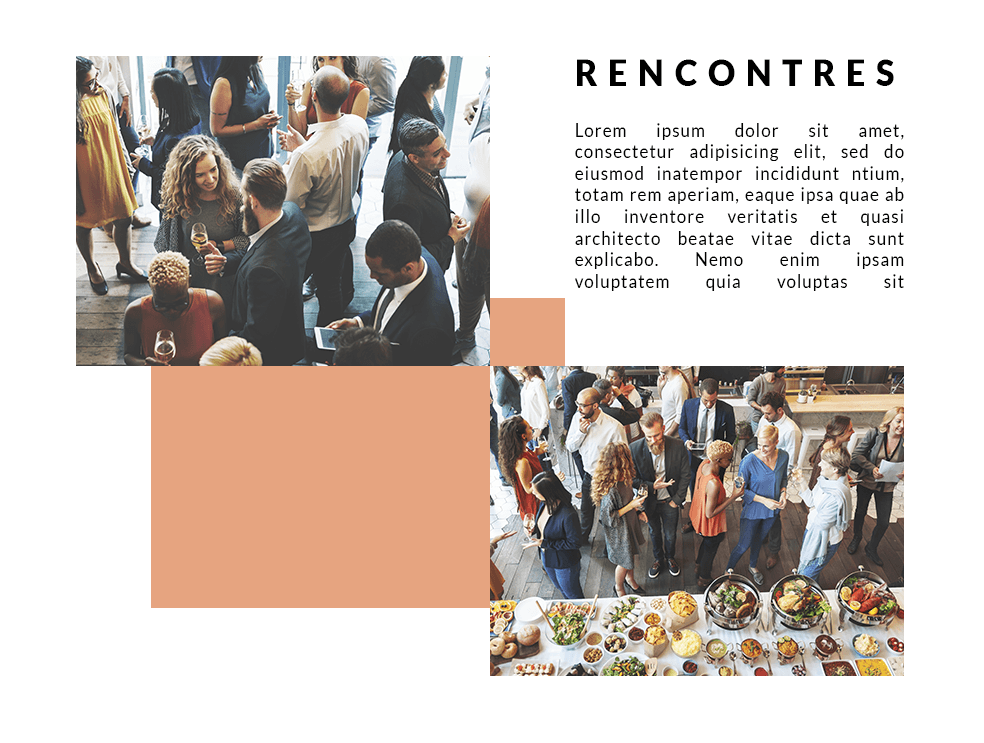 RENCONTRES
Lorem ipsum dolor sit amet,
consectetur adipisicing elit, sed do
eiusmod inatempor incididunt ntium,
totam rem aperiam, eaque ipsa quae ab
illo inventore veritatis et quasi
architecto beatae vitae dicta sunt
explicabo. Nemo enim ipsam
voluptatem quia voluptas sit